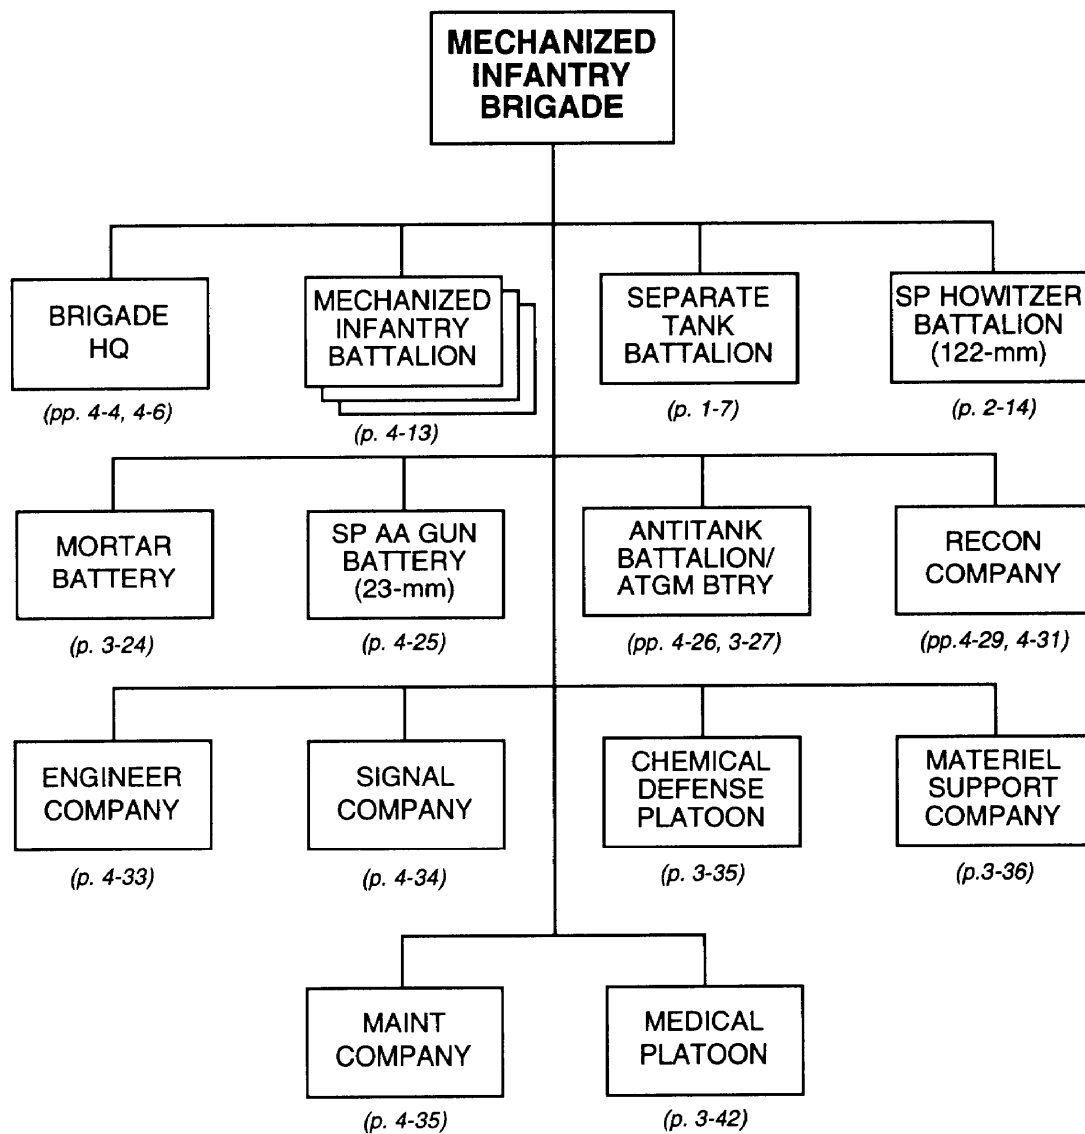 MECHANIZED
INFANTRY
BRIGADE
BRIGADE
HQ
(pp. 4-4, 4-6)
MECHANIZED
INFANTRY
BATTALION
(p. 4-13)
SEPARATE
TANK
BATTALION
(p. 1-7)
SP HOWITZER
BATTALION
(122-mm)
(p. 2-14)
MORTAR
BATTERY
(p. 3-24)
SP AA GUN
BATTERY
(23-mm)
(p. 4-25)
ANTITANK
BATTALION/
ATGM BTRY
(pp. 4-26, 3-27)
RECON
COMPANY
(pp.4-29, 4-31)
ENGINEER
COMPANY
(p. 4-33)
SIGNAL
COMPANY
(p. 4-34)
CHEMICAL
DEFENSE
PLATOON
(p. 3-35)
MATERIEL
SUPPORT
COMPANY
(p.3-36)
MAINT
COMPANY
(p. 4-35)
MEDICAL
PLATOON
(p. 3-42)